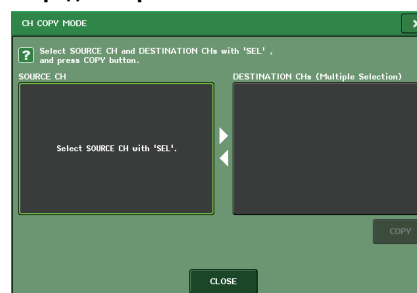 CH COPY MODE
Select SOURCE CH and DESTINATION CHs with 'SEL' ,
and press COPY button.
SOURCE CH
DESTINATION CHs (Multiple Selection)
Select SOURCE CH with 'SEL'.
COPY
CLOSE